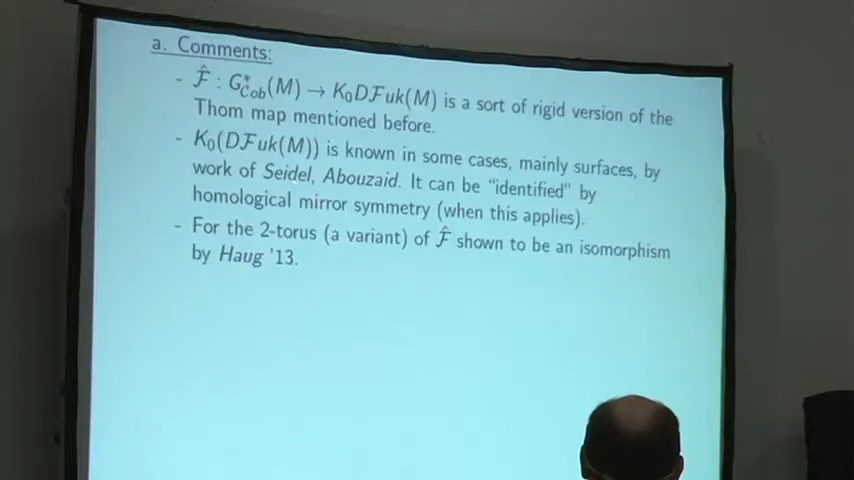 a. Comments:
- F̂ : G*Cob(M) → K₀DFuk(M) is a sort of rigid version of the
Thom map mentioned before.
- K₀(DFuk(M)) is known in some cases, mainly surfaces, by
work of Seidel, Abouzaid. It can be "identified" by
homological mirror symmetry (when this applies).
- For the 2-torus (a variant) of F̂ shown to be an isomorphism
by Haug '13.